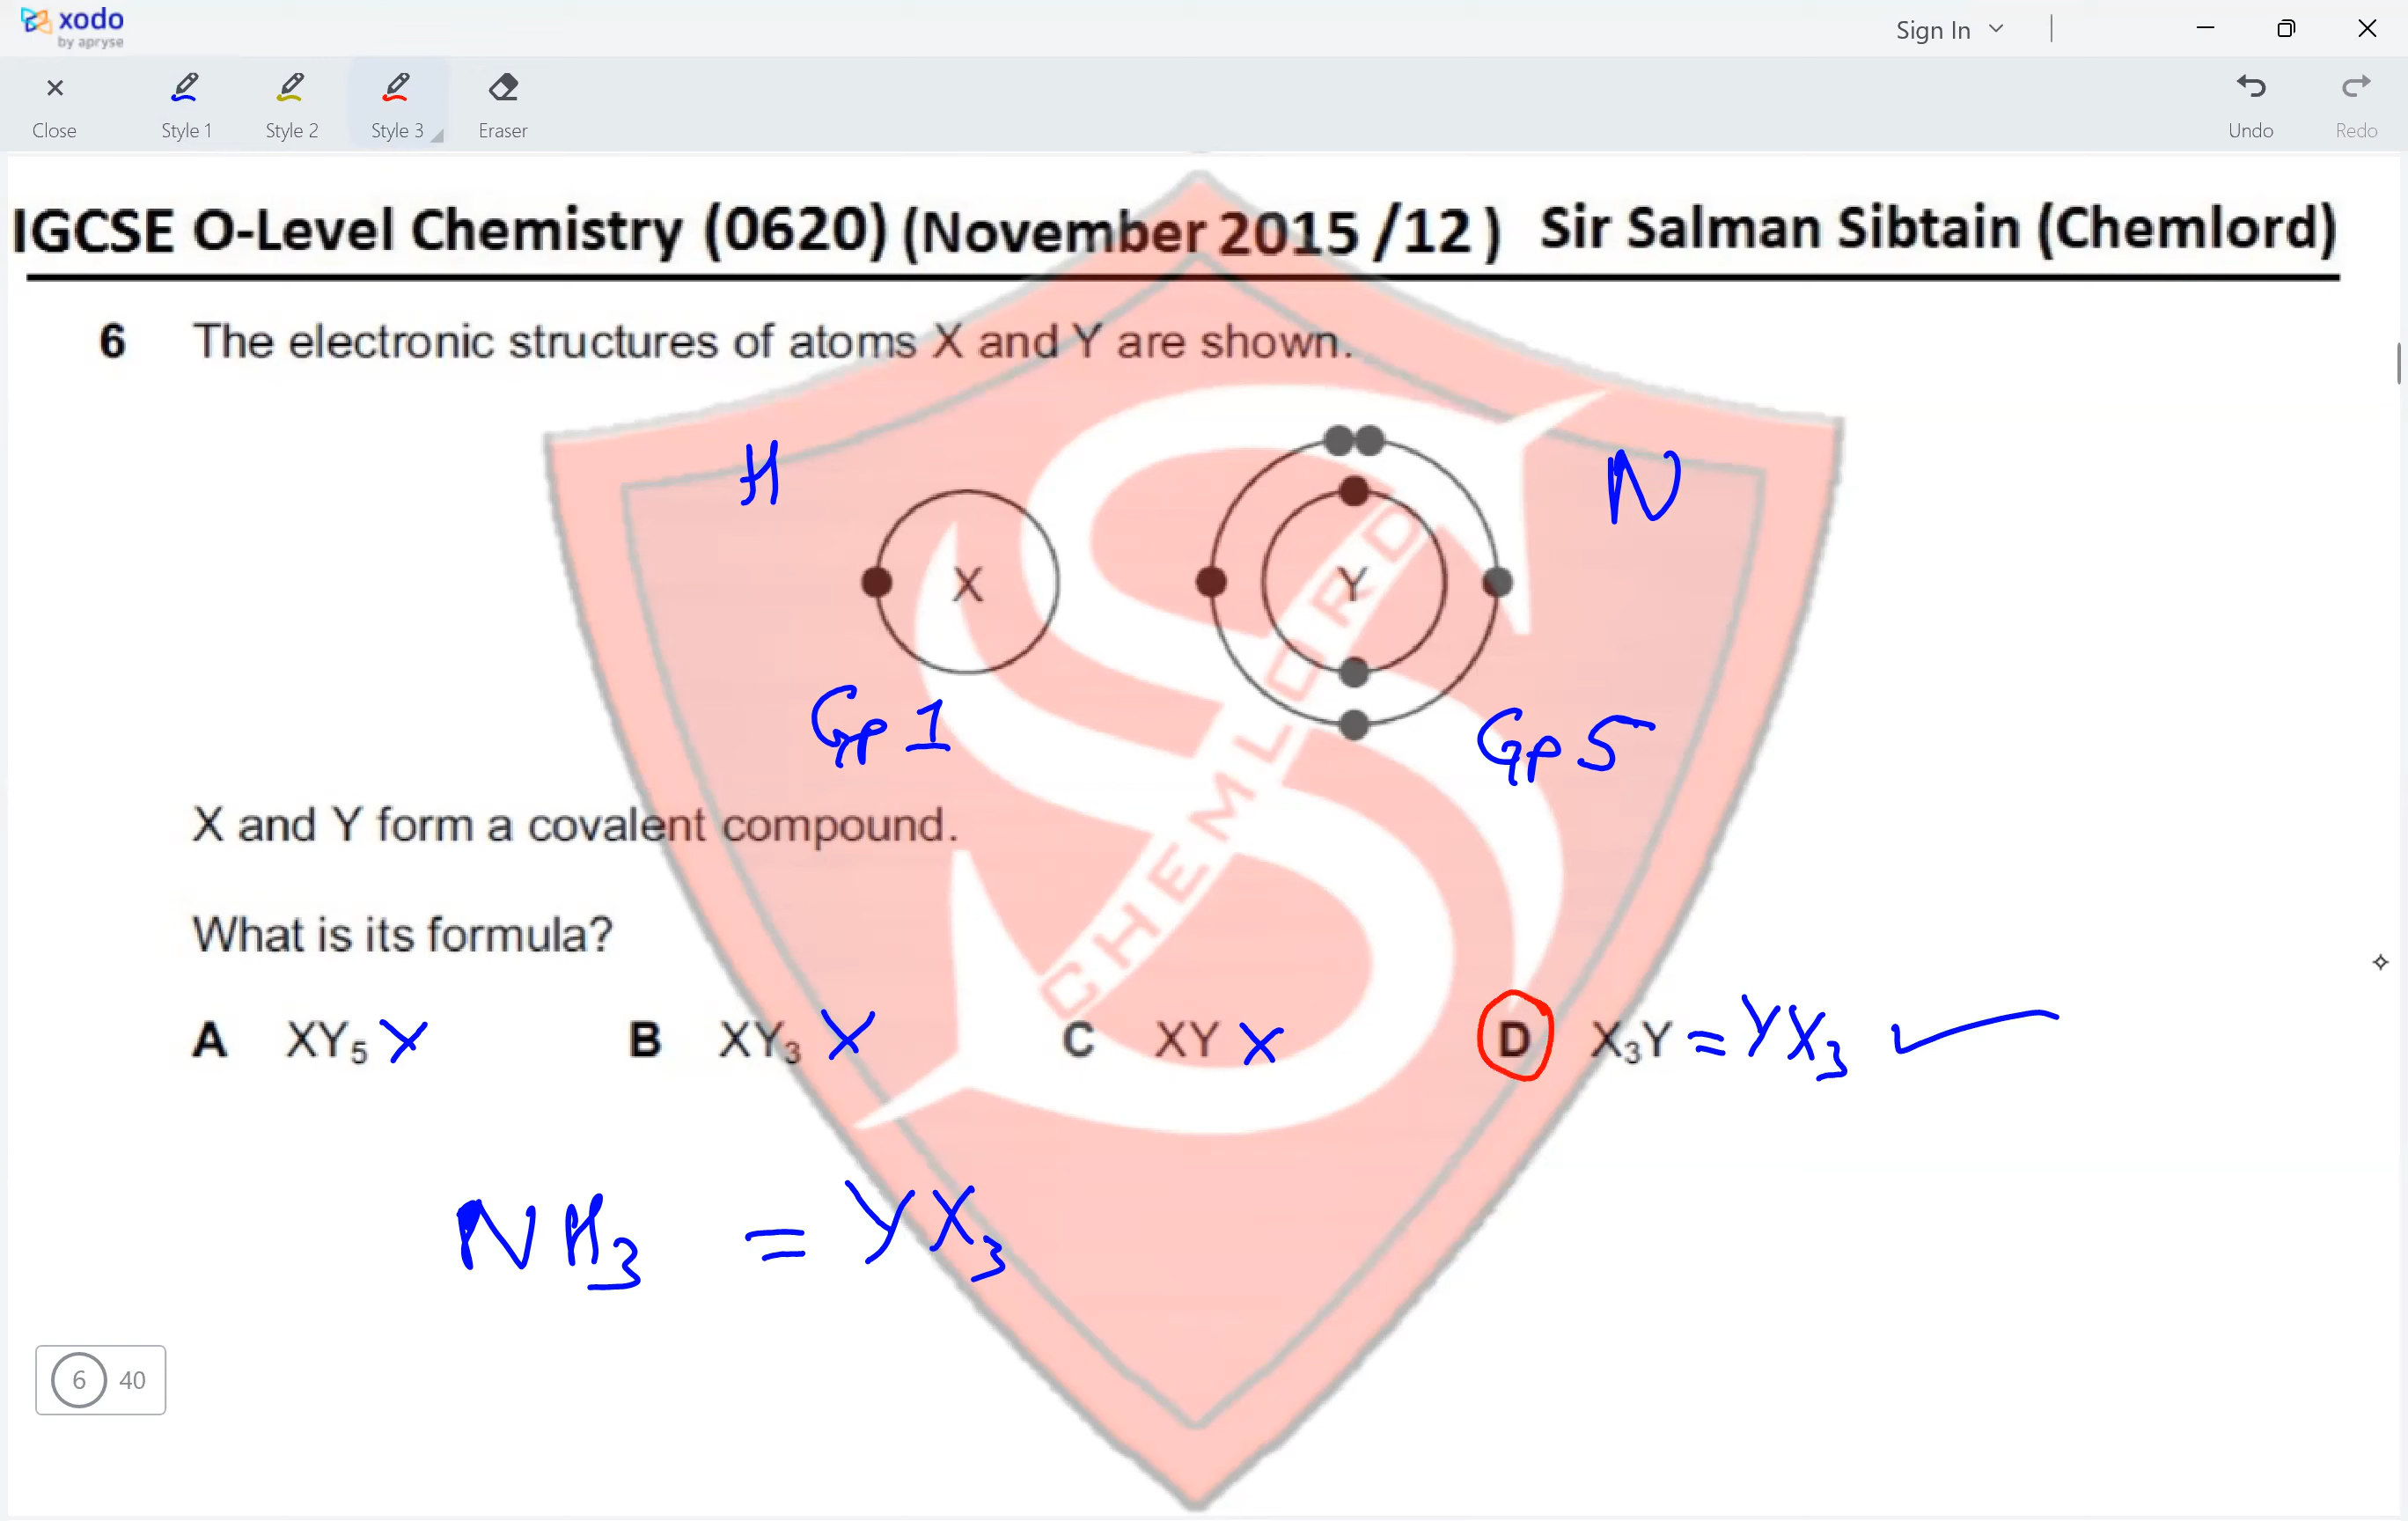 xodo
by apryse
Sign In
Close
Style 1
Style 2
Style 3
Eraser
Undo
Redo
IGCSE O-Level Chemistry (0620) (November 2015 /12 ) Sir Salman Sibtain (Chemlord)
6 The electronic structures of atoms X and Y are shown.
H
N
X
Y
Gp 1
Gp 5
CHEMLORD
X and Y form a covalent compound.
What is its formula?
A XY₅ X B XY₃ X C XY X D X₃Y = YX₃ ✓
NH₃ = YX₃
6 40